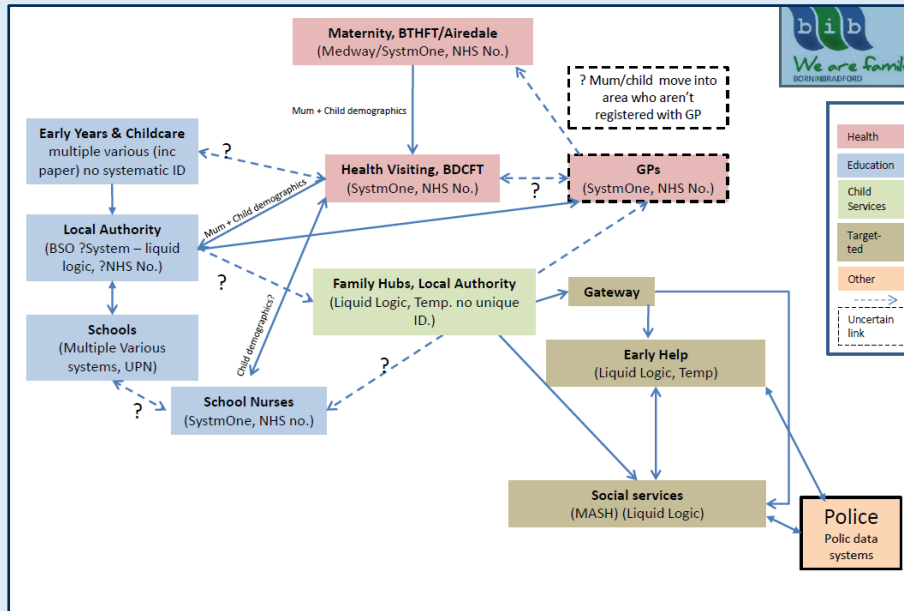 Maternity, BTHFT/Airedale
(Medway/SystmOne, NHS No.)
bib
We are family
BORNINBRADFORD
? Mum/child move into
area who aren't
registered with GP
Mum + Child demographics
Early Years & Childcare
multiple various (inc
paper) no systematic ID
?
Health Visiting, BDCFT
(SystmOne, NHS No.)
?
GPs
(SystmOne, NHS No.)
Health
Education
Child
Services
Target-
ted
Other
Uncertain
link
Mum + Child demographics
Local Authority
(BSO ?System – liquid
logic, ?NHS No.)
?
Family Hubs, Local Authority
(Liquid Logic, Temp. no unique
ID.)
Gateway
Child demographics?
Schools
(Multiple Various
systems, UPN)
?
School Nurses
(SystmOne, NHS no.)
?
Early Help
(Liquid Logic, Temp)
Social services
(MASH) (Liquid Logic)
Police
Polic data
systems